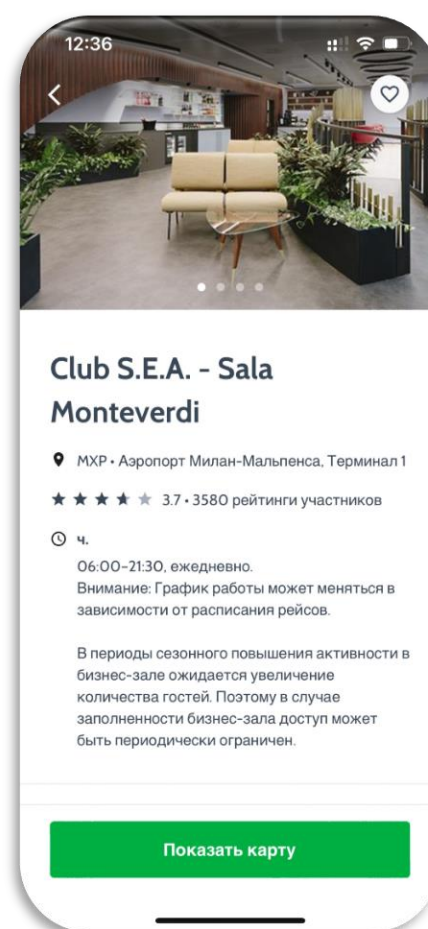 12:36
Club S.E.A. - Sala
Monteverdi
MXP • Аэропорт Милан-Мальпенса, Терминал 1
3.7 • 3580 рейтинги участников
ч.
06:00–21:30, ежедневно.
Внимание: График работы может меняться в
зависимости от расписания рейсов.
В периоды сезонного повышения активности в
бизнес-зале ожидается увеличение
количества гостей. Поэтому в случае
заполненности бизнес-зала доступ может
быть периодически ограничен.
Показать карту